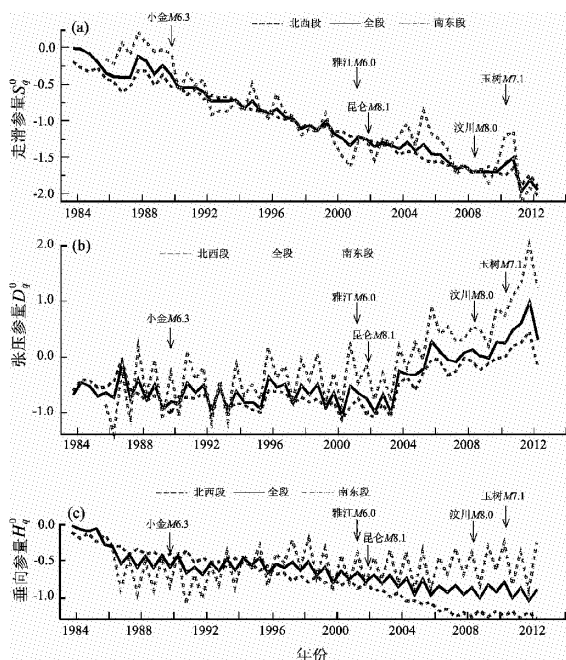 (a)
小金M6.3
北西段 全段 南东段
雅江M6.0
昆仑M8.1
玉树M7.1
汶川M8.0
走滑参量S⁰q
0.0
-0.5
-1.0
-1.5
-2.0
1984 1988 1992 1996 2000 2004 2008 2012
(b)
北西段 全段 南东段
玉树M7.1
雅江M6.0
汶川M8.0
小金M6.3
昆仑M8.1
张压参量D⁰q
2.0
1.0
0.0
-1.0
1984 1988 1992 1996 2000 2004 2008 2012
(c)
北西段 全段 南东段
玉树M7.1
小金M6.3
雅江M6.0
汶川M8.0
昆仑M8.1
垂向参量H⁰q
0.0
-0.5
-1.0
1984 1988 1992 1996 2000 2004 2008 2012
年份